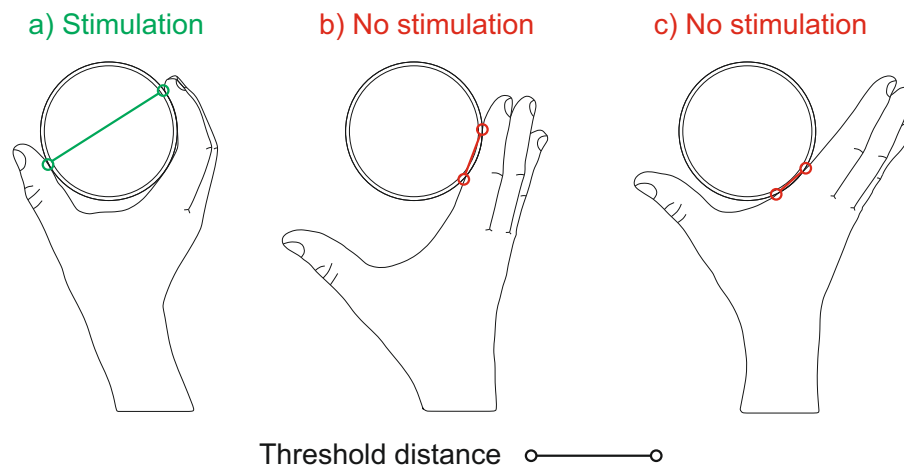 a) Stimulation
b) No stimulation
c) No stimulation
Threshold distance